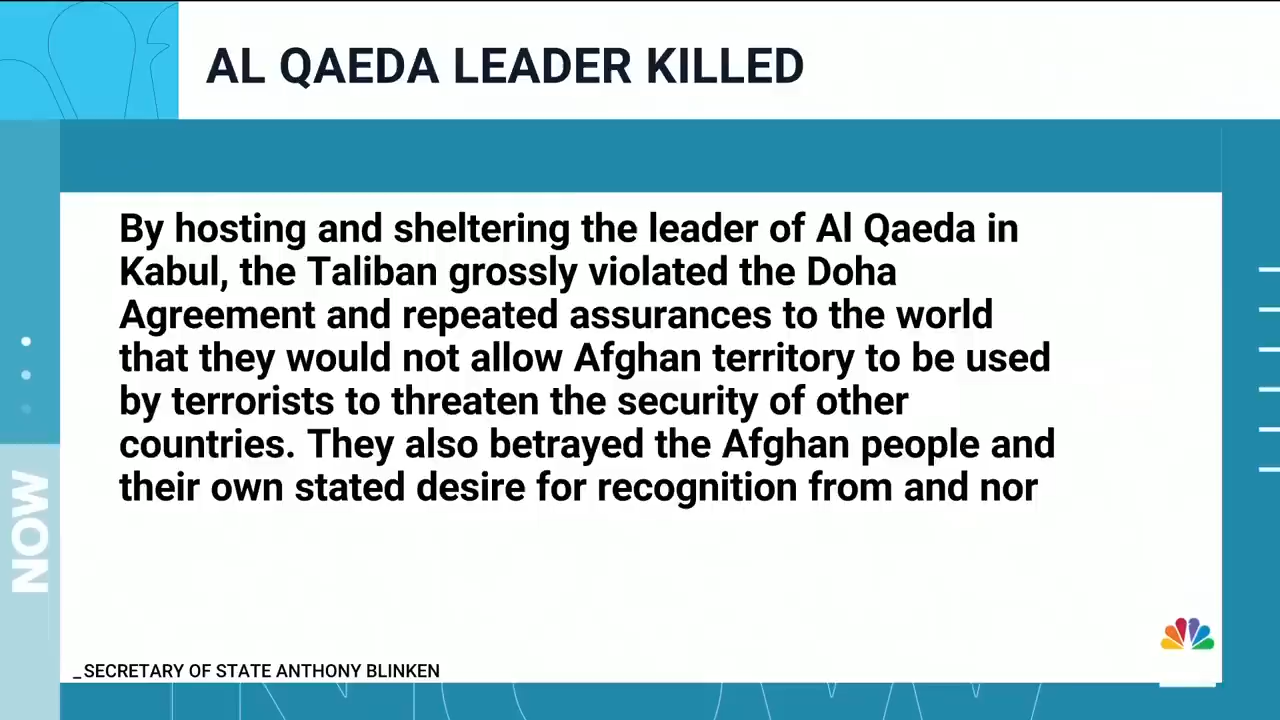 AL QAEDA LEADER KILLED
By hosting and sheltering the leader of Al Qaeda in
Kabul, the Taliban grossly violated the Doha
Agreement and repeated assurances to the world
that they would not allow Afghan territory to be used
by terrorists to threaten the security of other
countries. They also betrayed the Afghan people and
their own stated desire for recognition from and nor
NOW
_SECRETARY OF STATE ANTHONY BLINKEN